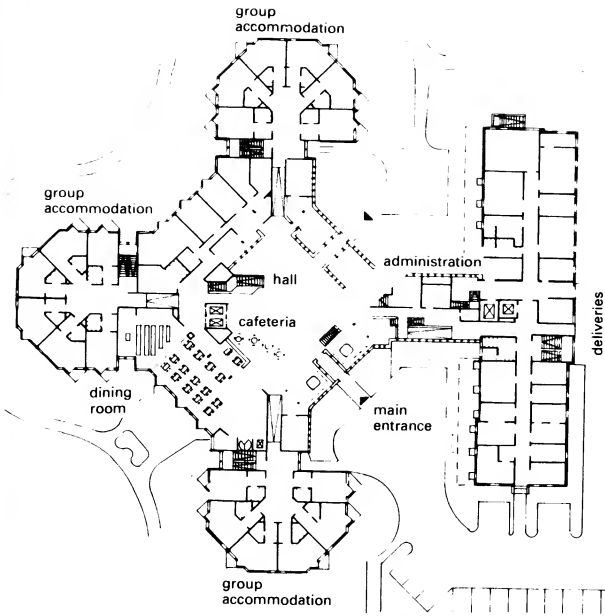 group
accommodation
group
accommodation
hall
administration
cafeteria
deliveries
dining
room
main
entrance
group
accommodation